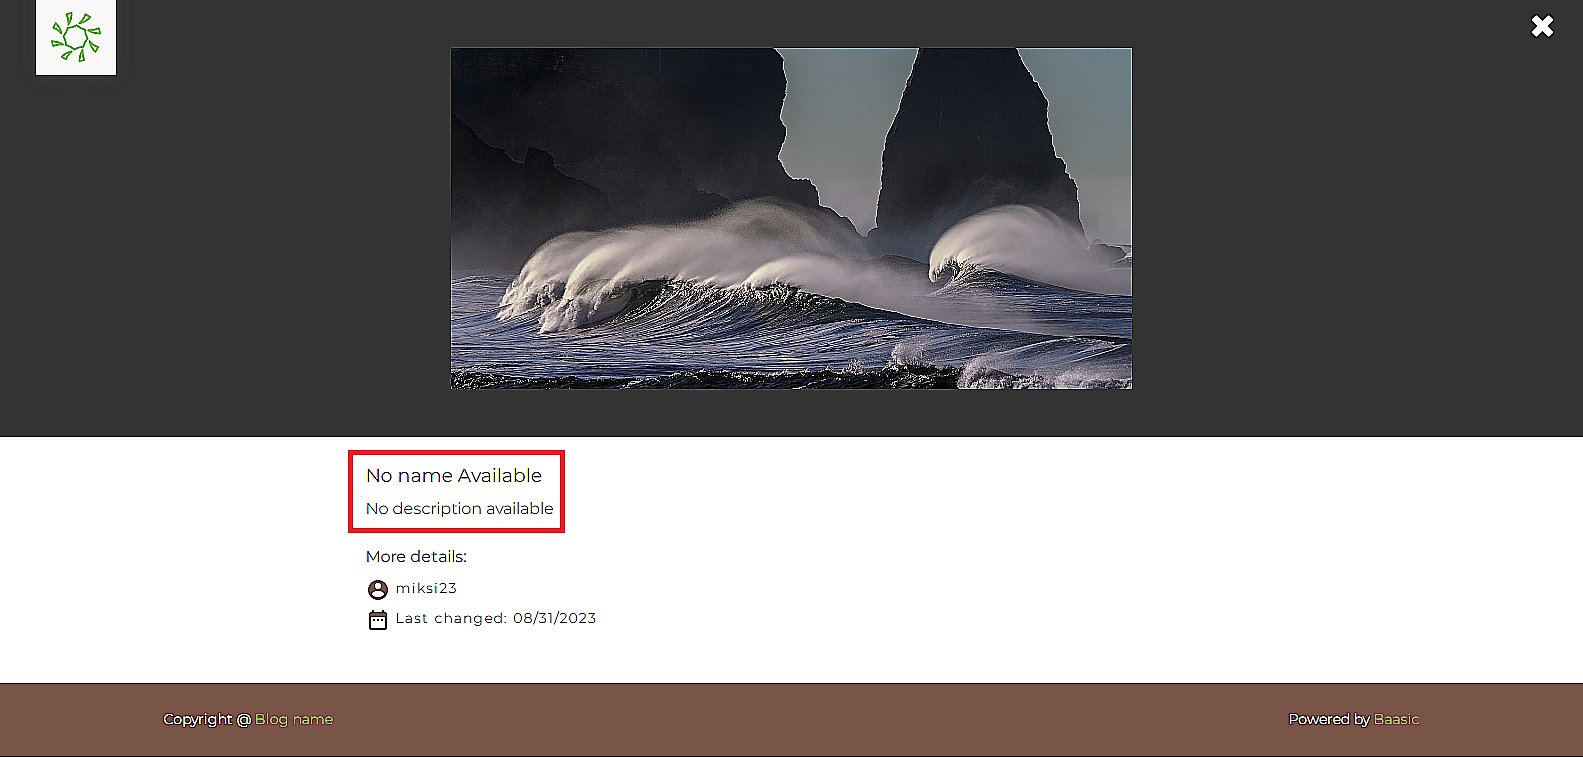 No name Available
No description available
More details:
miksi23
Last changed: 08/31/2023
Copyright @ Blog name
Powered by Baasic